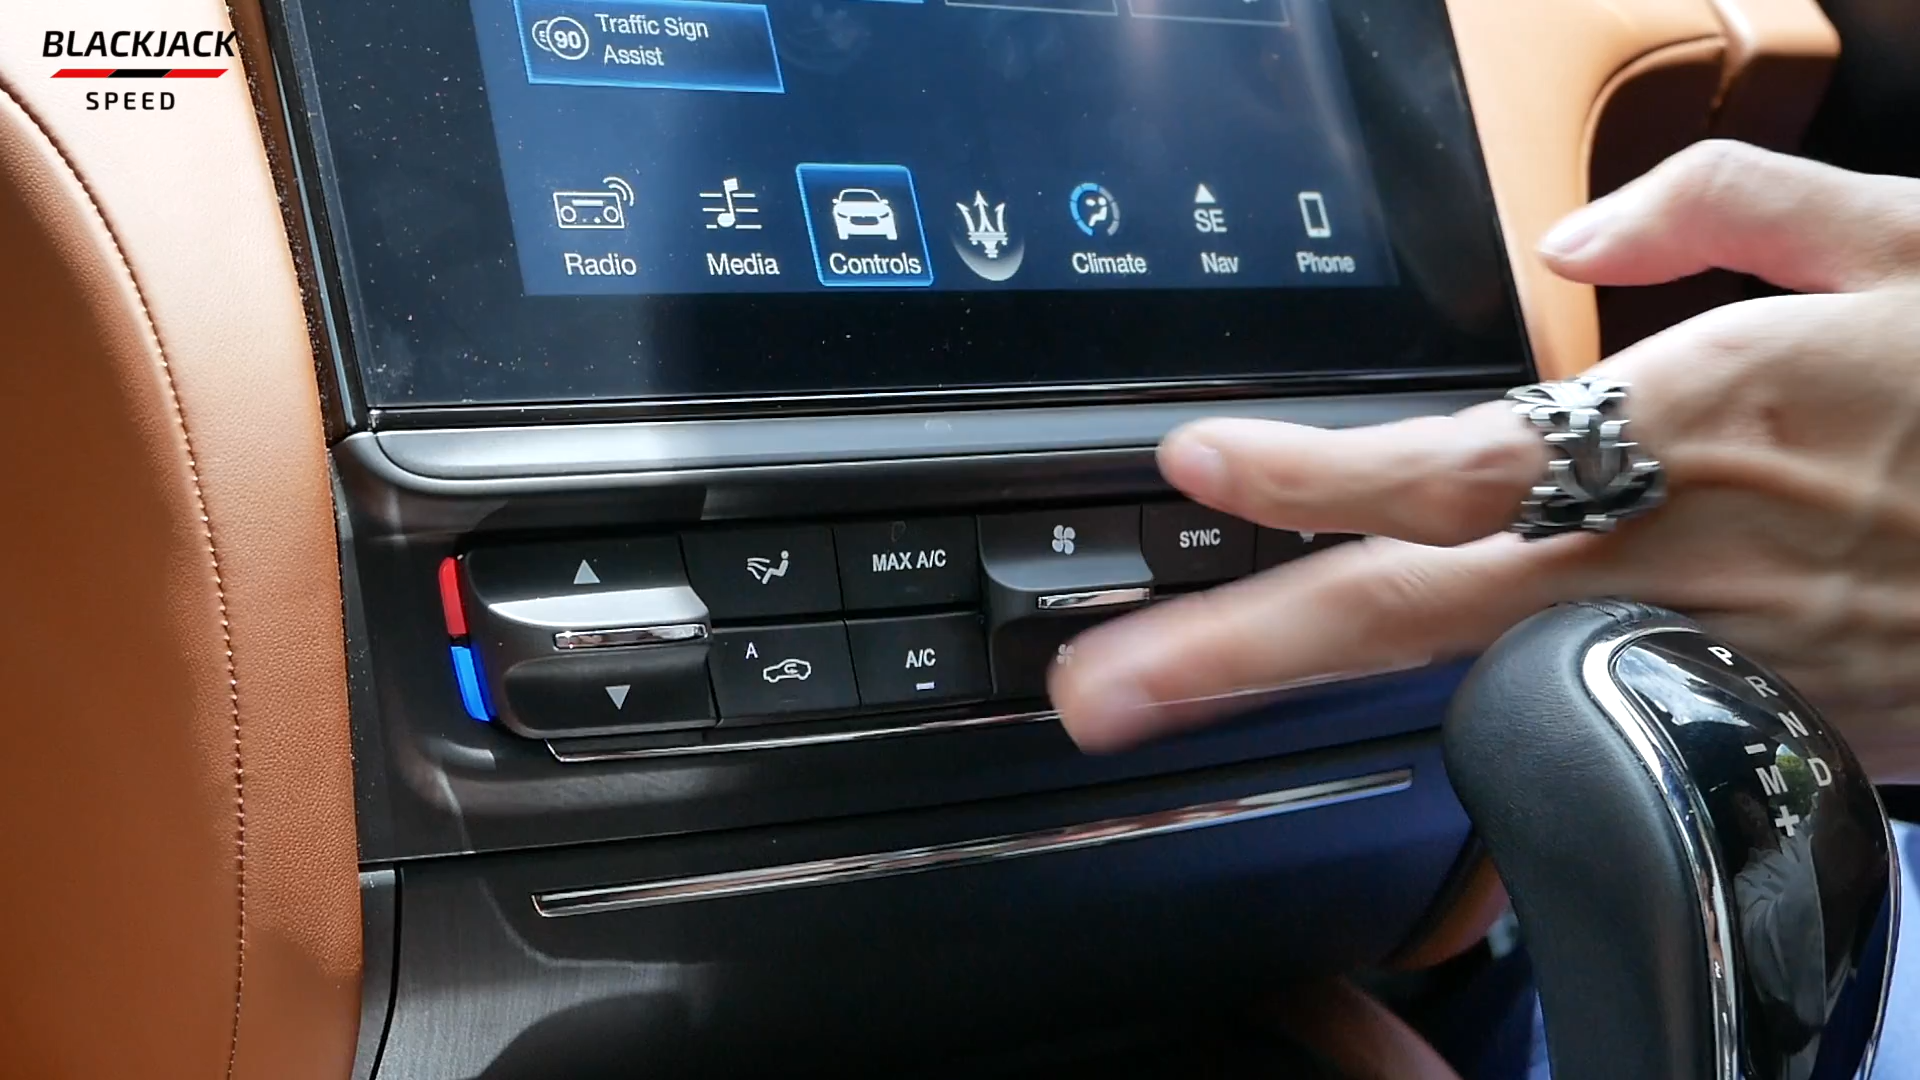 BLACKJACK
SPEED
90
Traffic Sign
Assist
SE
Radio
Media
Controls
Climate
Nav
Phone
MAX A/C
SYNC
A
A/C
P
R
N
D
M